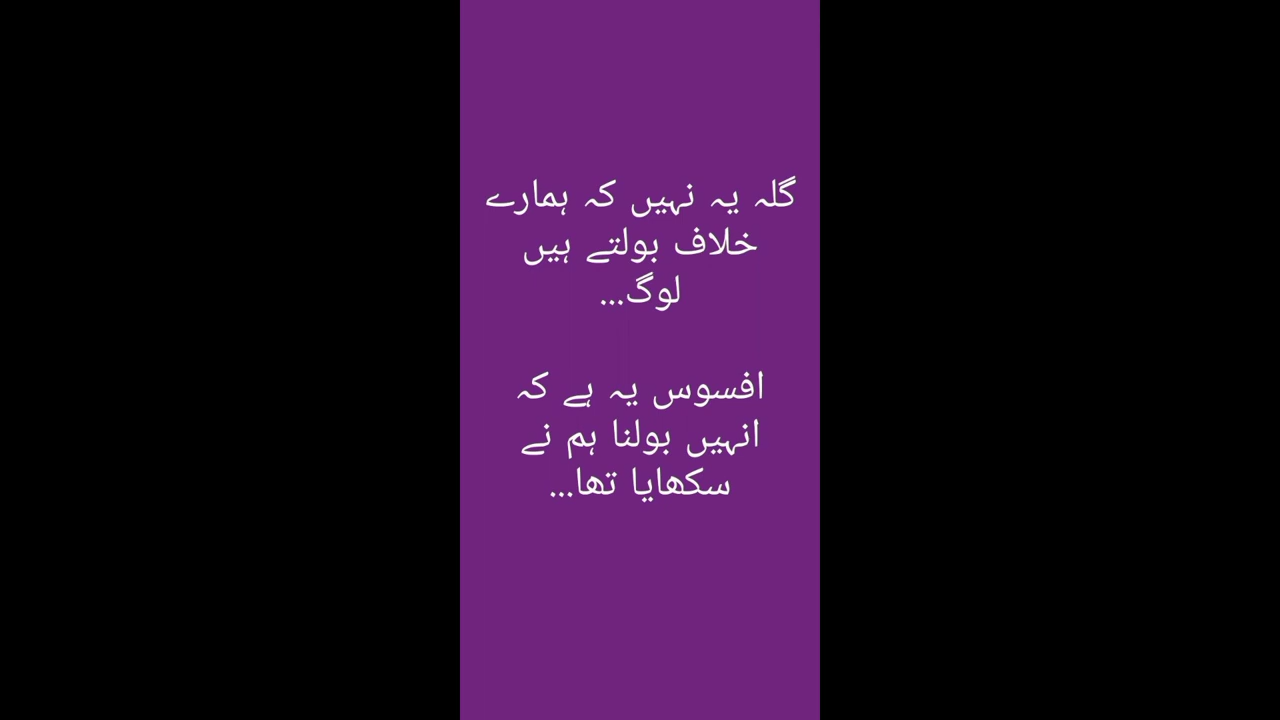 گلہ یہ نہیں کہ ہمارے
خلاف بولتے ہیں
لوگ...
افسوس یہ ہے کہ
انہیں بولنا ہم نے
سکھایا تھا...